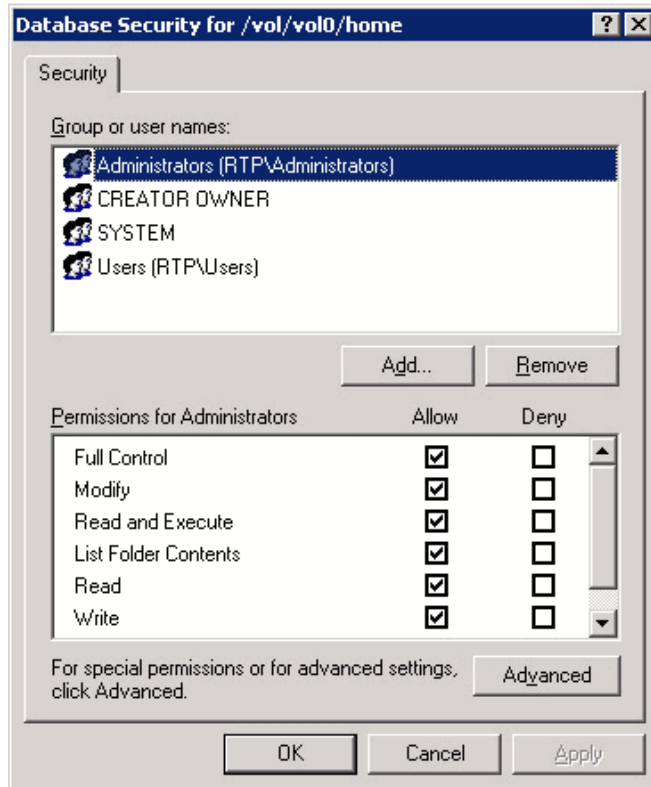 Database Security for /vol/vol0/home
Security
Group or user names:
Administrators (RTP\Administrators)
CREATOR OWNER
SYSTEM
Users (RTP\Users)
Add... Remove
Permissions for Administrators Allow Deny
Full Control
Modify
Read and Execute
List Folder Contents
Read
Write
For special permissions or for advanced settings,
click Advanced.
Advanced
OK Cancel Apply